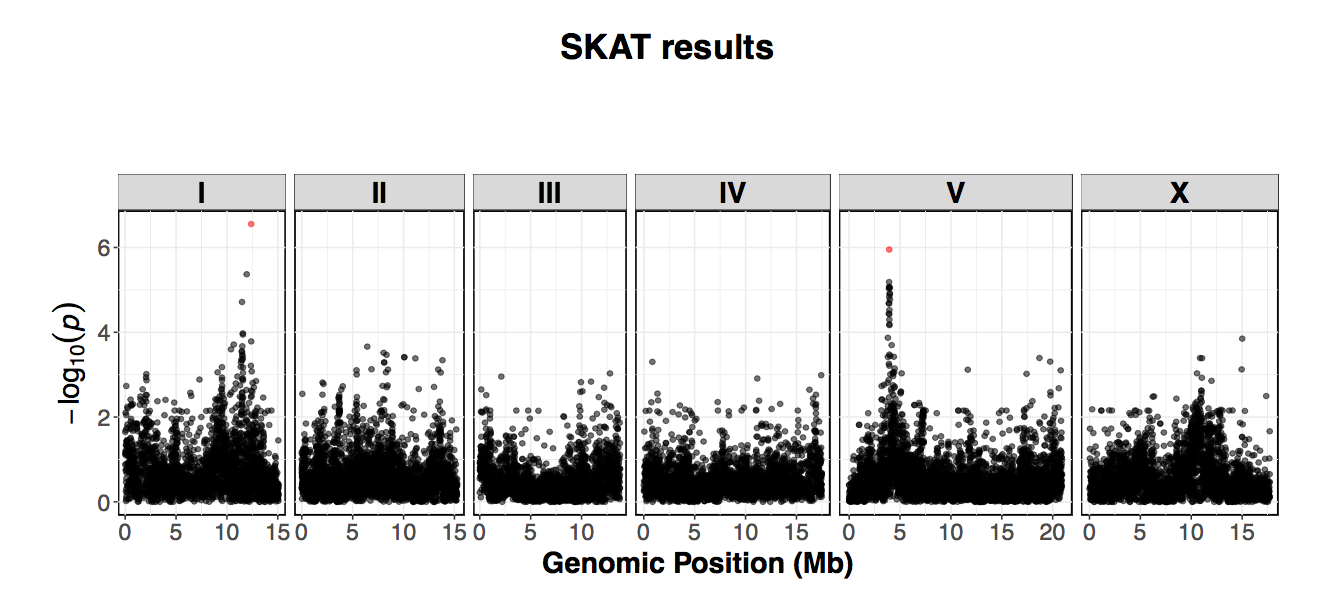 SKAT results
I II III IV V X
−log10(p)
6
4
2
0
0 5 10 15 0 5 10 15 0 5 10 0 5 10 15 0 5 10 15 20 0 5 10 15
Genomic Position (Mb)